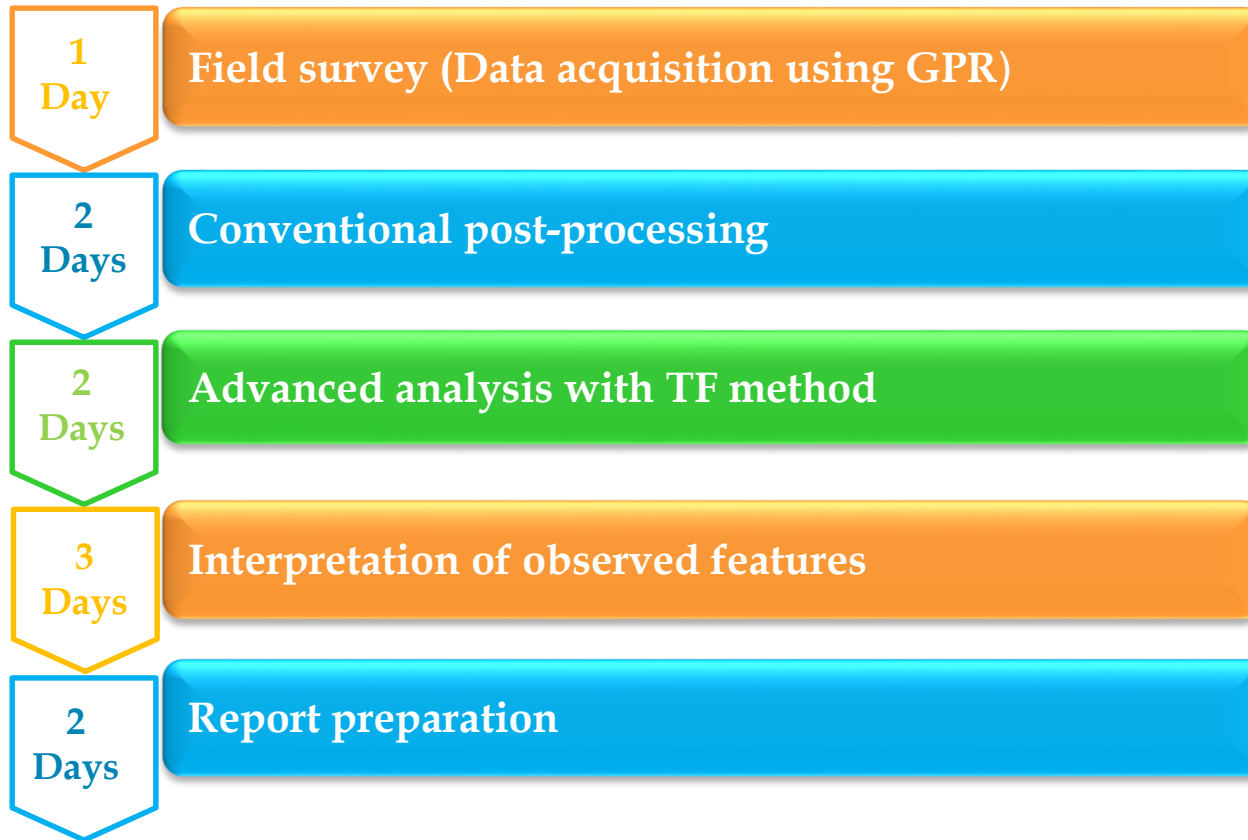 1
Day
Field survey (Data acquisition using GPR)
2
Days
Conventional post-processing
2
Days
Advanced analysis with TF method
3
Days
Interpretation of observed features
2
Days
Report preparation